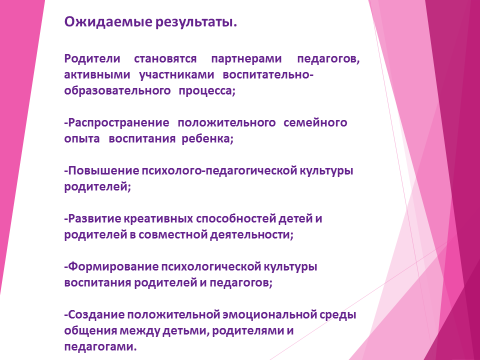 Ожидаемые результаты.
Родители становятся партнерами педагогов,
активными участниками воспитательно-
образовательного процесса;
-Распространение положительного семейного
опыта воспитания ребенка;
-Повышение психолого-педагогической культуры
родителей;
-Развитие креативных способностей детей и
родителей в совместной деятельности;
-Формирование психологической культуры
воспитания родителей и педагогов;
-Создание положительной эмоциональной среды
общения между детьми, родителями и
педагогами.